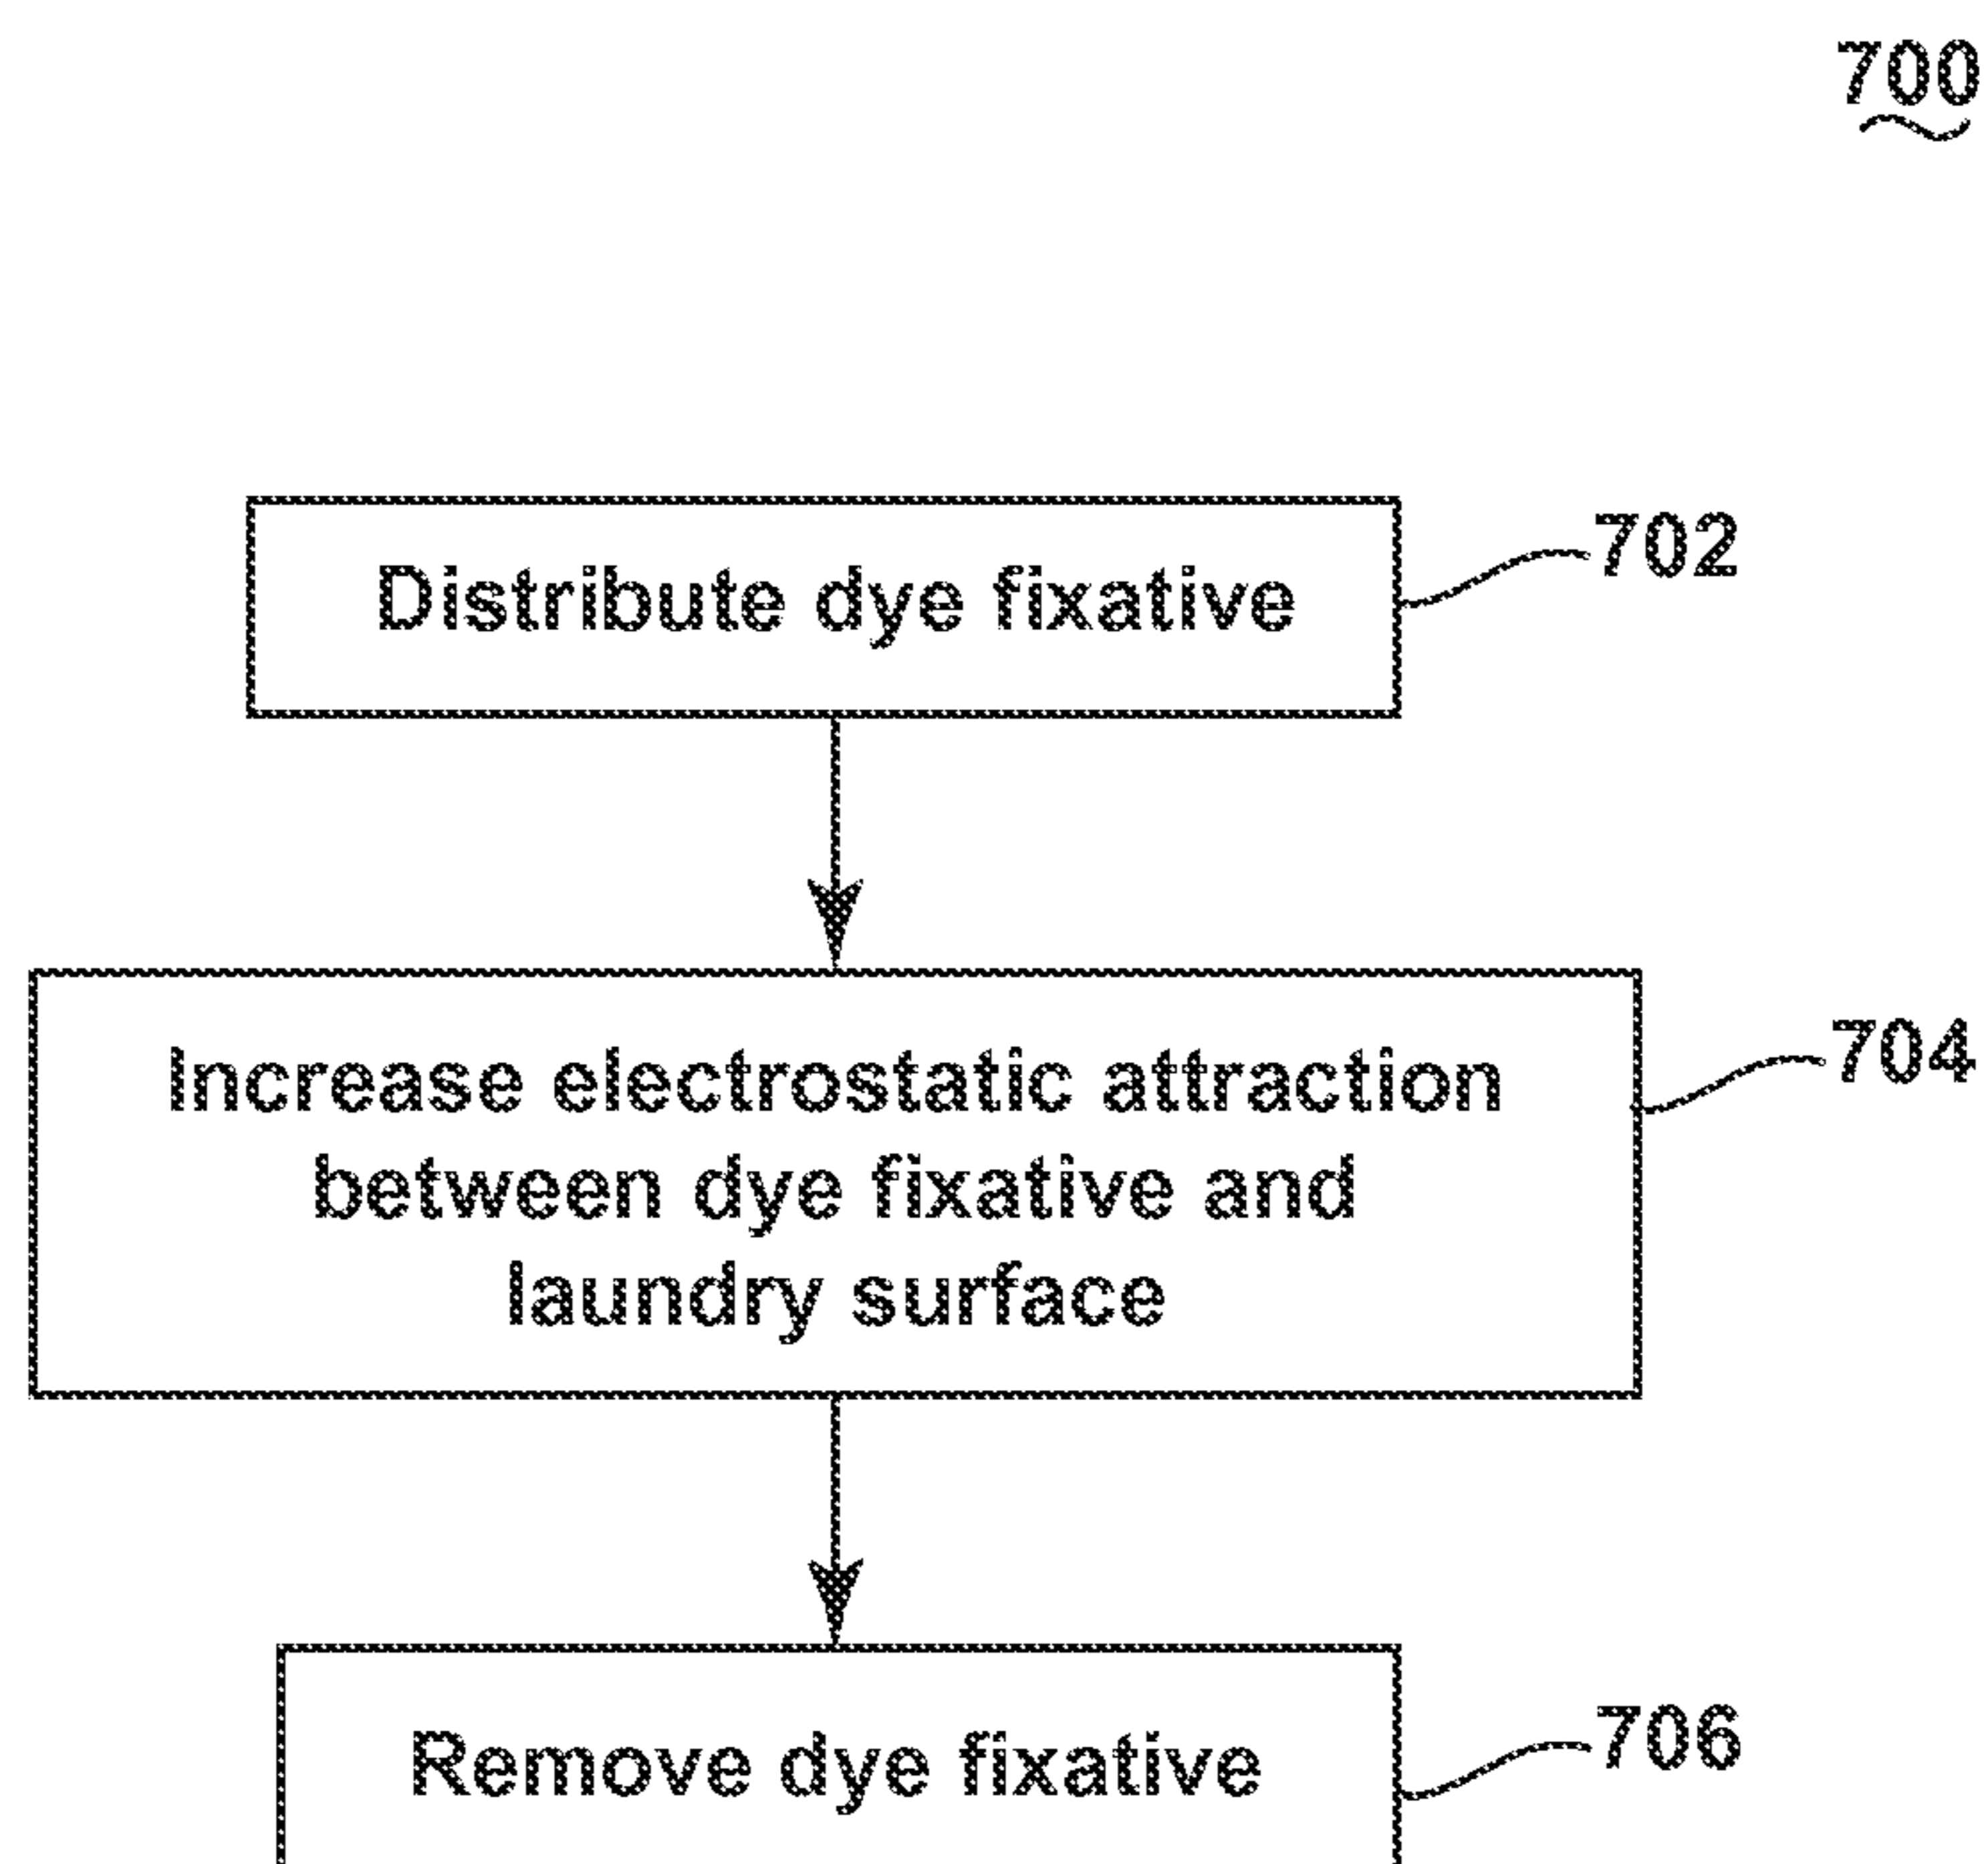 700
Distribute dye fixative
702
Increase electrostatic attraction
between dye fixative and
laundry surface
704
Remove dye fixative
706